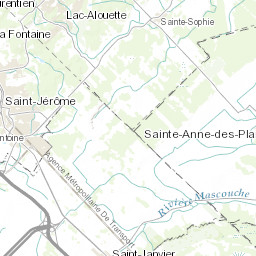 Lac-Alouette
Sainte-Sophie
a Fontaine
Saint-Jérôme
Sainte-Anne-des-Pla
Agence Métropolitaine De Transport
Rivière Mascouche
Saint-Janvier